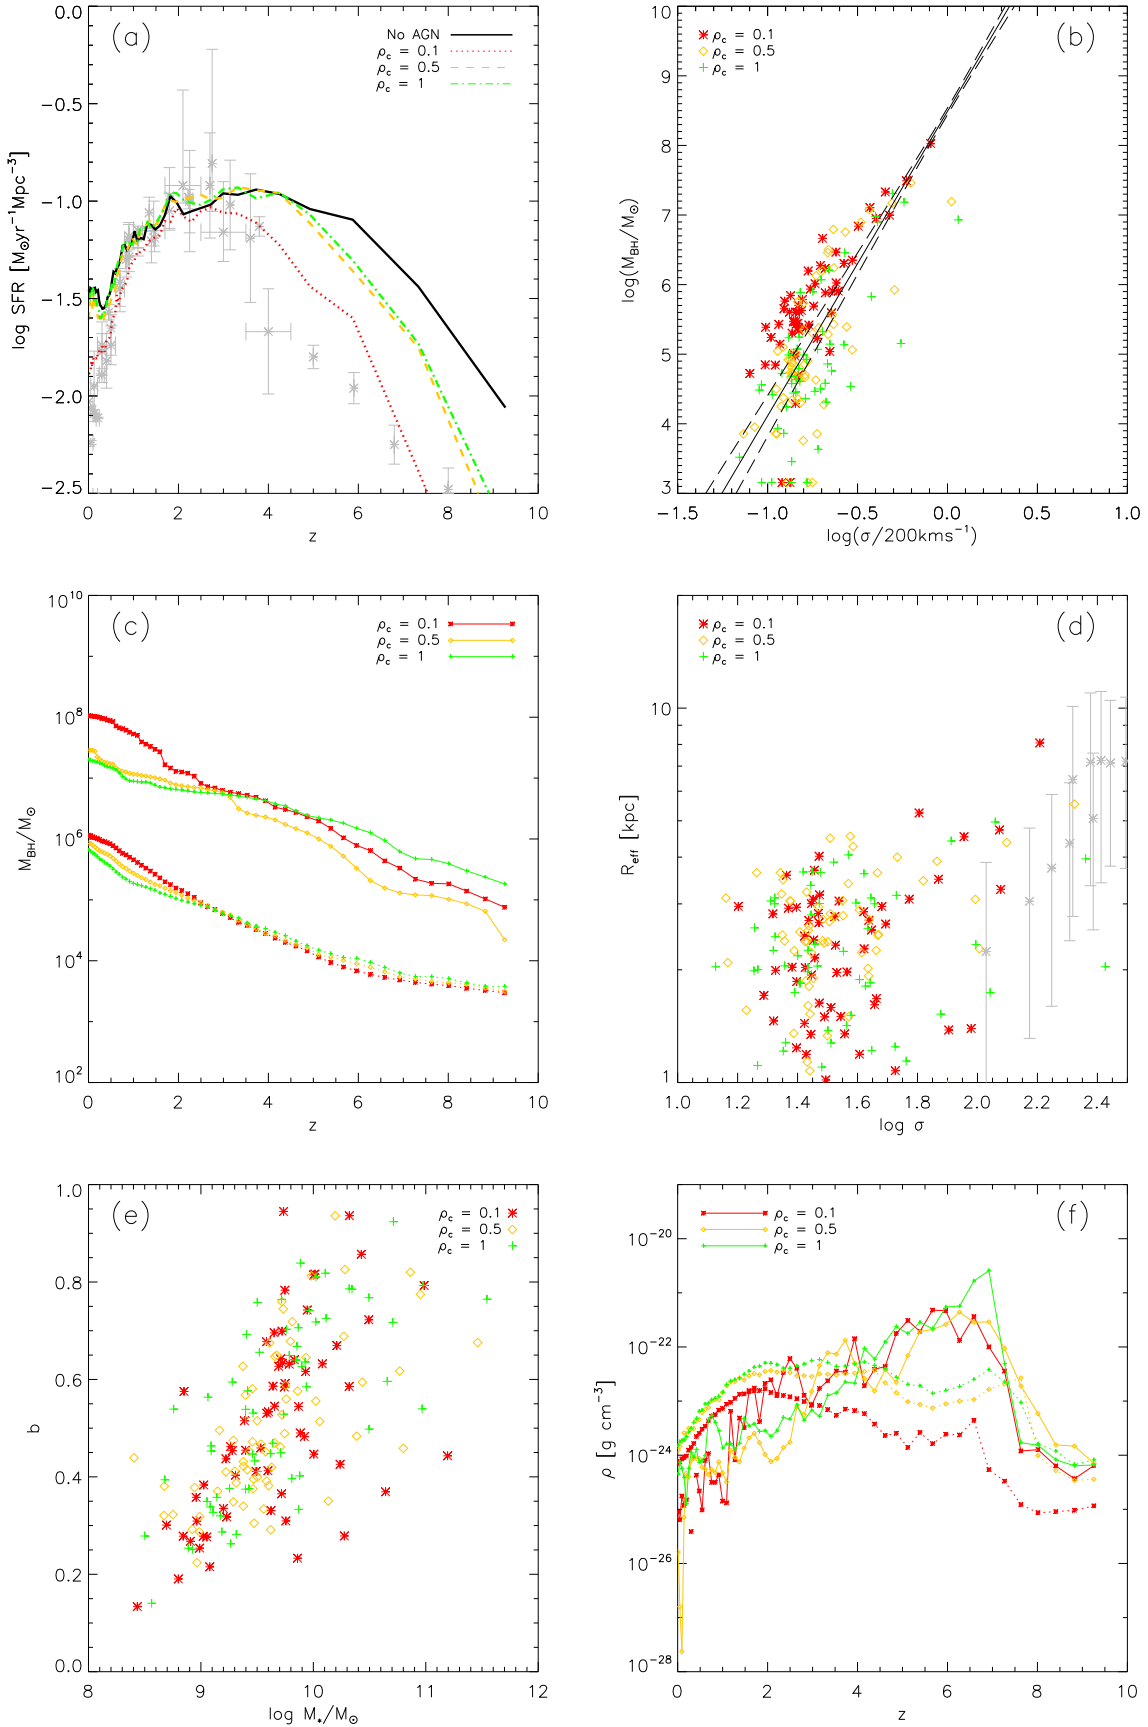 (a)
No AGN
ρc = 0.1
ρc = 0.5
ρc = 1
log SFR [M⊙yr⁻¹Mpc⁻³]
0.0
−0.5
−1.0
−1.5
−2.0
−2.5
0 2 4 6 8 10
z
(b)
ρc = 0.1
ρc = 0.5
ρc = 1
log(MBH/M⊙)
10
9
8
7
6
5
4
3
−1.5 −1.0 −0.5 0.0 0.5 1.0
log(σ/200kms⁻¹)
(c)
ρc = 0.1
ρc = 0.5
ρc = 1
MBH/M⊙
10¹⁰
10⁸
10⁶
10⁴
10²
0 2 4 6 8 10 12
z
(d)
ρc = 0.1
ρc = 0.5
ρc = 1
Reff [kpc]
10
1
1.0 1.2 1.4 1.6 1.8 2.0 2.2 2.4
log σ
(e)
ρc = 0.1
ρc = 0.5
ρc = 1
b
1.0
0.8
0.6
0.4
0.2
0.0
8 9 10 11 12
log M*/M⊙
(f)
ρc = 0.1
ρc = 0.5
ρc = 1
ρ [g cm⁻³]
10⁻²⁰
10⁻²²
10⁻²⁴
10⁻²⁶
10⁻²⁸
0 2 4 6 8 10
z